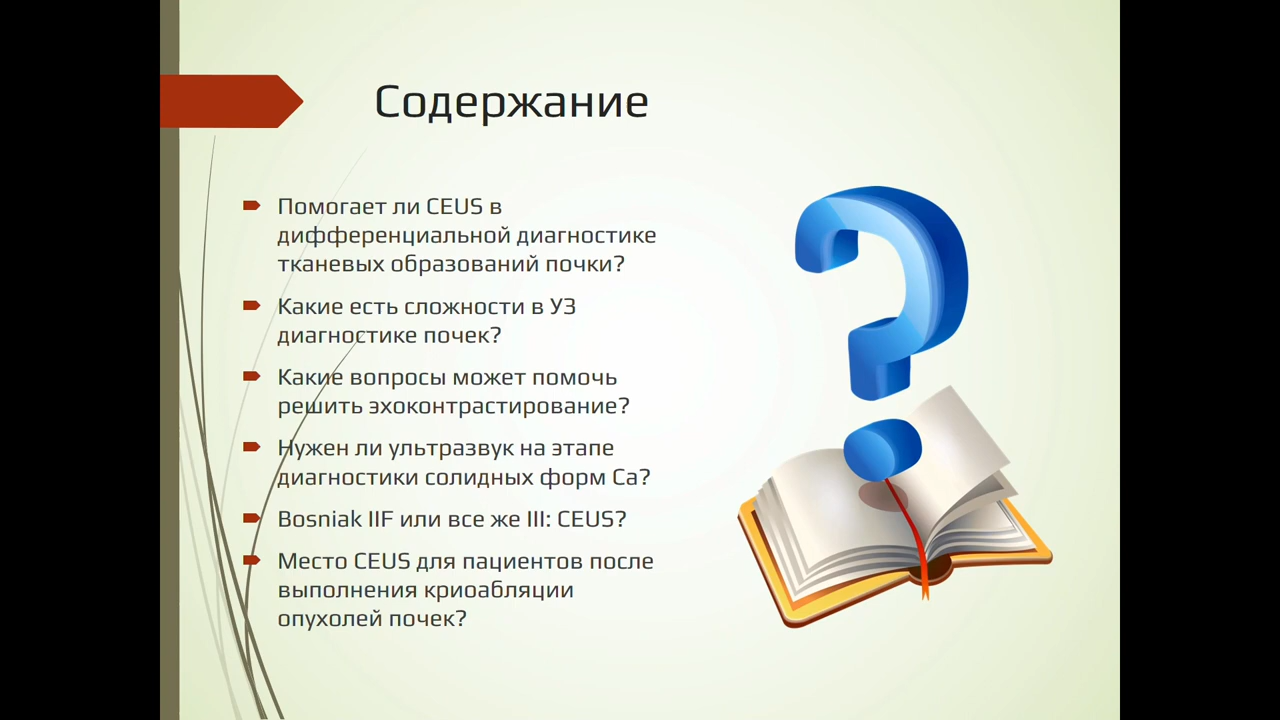 Содержание
Помогает ли CEUS в
дифференциальной диагностике
тканевых образований почки?
Какие есть сложности в УЗ
диагностике почек?
Какие вопросы может помочь
решить эхоконтрастирование?
Нужен ли ультразвук на этапе
диагностики солидных форм Са?
Bosniak IIF или все же III: CEUS?
Место CEUS для пациентов после
выполнения криоабляции
опухолей почек?